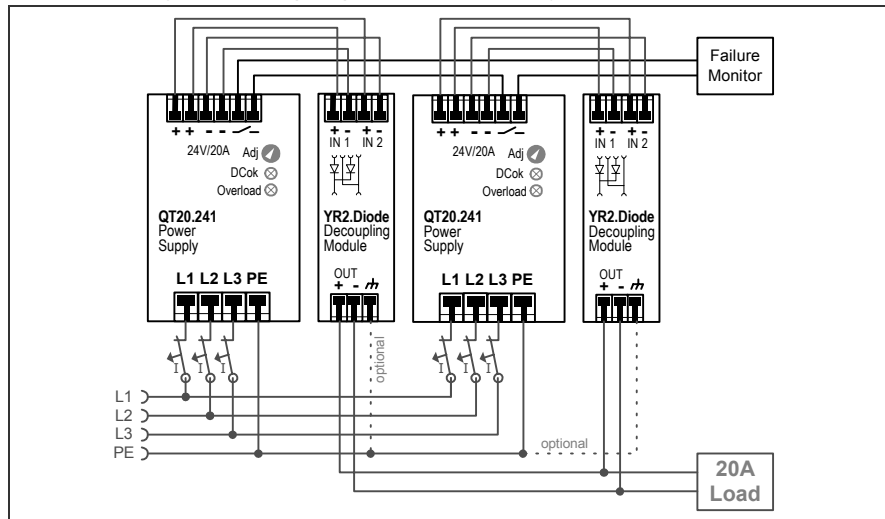 Failure
Monitor
+ + - -
+ - + -
IN 1 IN 2
+ + - -
+ - + -
IN 1 IN 2
24V/20A Adj
DCok
Overload
24V/20A Adj
DCok
Overload
QT20.241
Power
Supply
YR2.Diode
Decoupling
Module
QT20.241
Power
Supply
YR2.Diode
Decoupling
Module
L1 L2 L3 PE
OUT
+ -
L1 L2 L3 PE
OUT
+ -
I I I
optional
I I I
L1
L2
L3
PE
optional
20A
Load